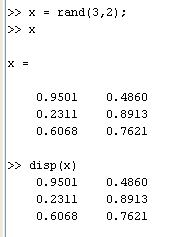 >> x = rand(3,2);
>> x
x =
0.9501 0.4860
0.2311 0.8913
0.6068 0.7621
>> disp(x)
0.9501 0.4860
0.2311 0.8913
0.6068 0.7621